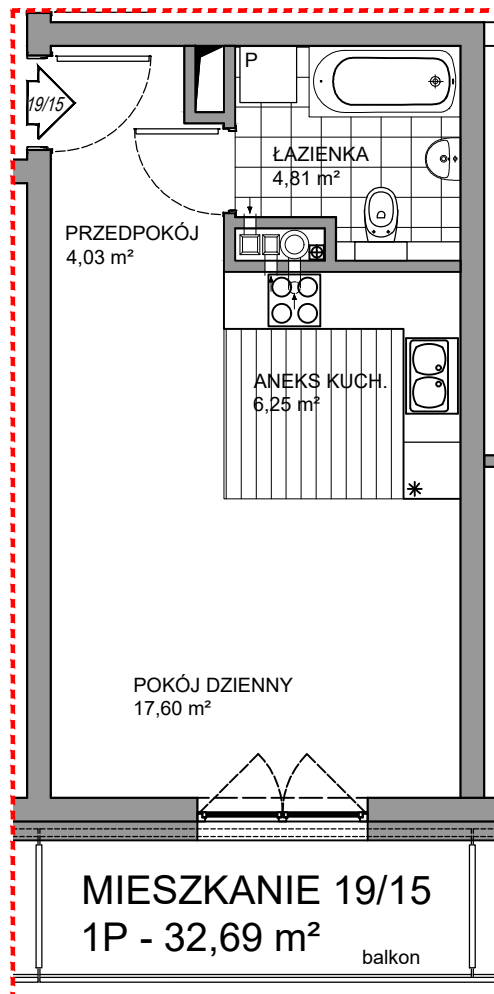 P
19/15
ŁAZIENKA
4,81 m²
PRZEDPOKÓJ
4,03 m²
ANEKS KUCH.
6,25 m²
POKÓJ DZIENNY
17,60 m²
MIESZKANIE 19/15
1P - 32,69 m²
balkon